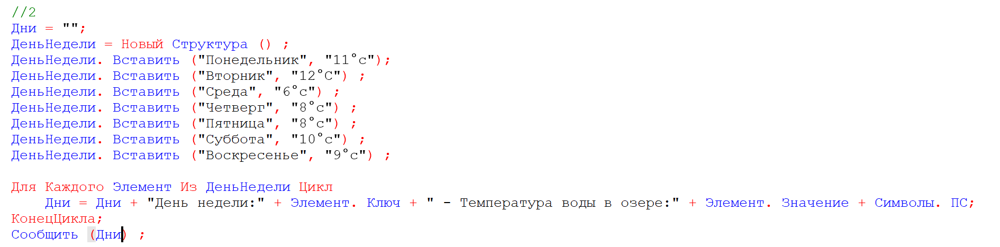 //2
Дни = "";
ДеньНедели = Новый Структура () ;
ДеньНедели. Вставить ("Понедельник", "11°с");
ДеньНедели. Вставить ("Вторник", "12°С") ;
ДеньНедели. Вставить ("Среда", "6°с") ;
ДеньНедели. Вставить ("Четверг", "8°с") ;
ДеньНедели. Вставить ("Пятница", "8°с") ;
ДеньНедели. Вставить ("Суббота", "10°с") ;
ДеньНедели. Вставить ("Воскресенье", "9°с") ;
Для Каждого Элемент Из ДеньНедели Цикл
Дни = Дни + "День недели:" + Элемент. Ключ + " - Температура воды в озере:" + Элемент. Значение + Символы. ПС;
КонецЦикла;
Сообщить (Дни) ;